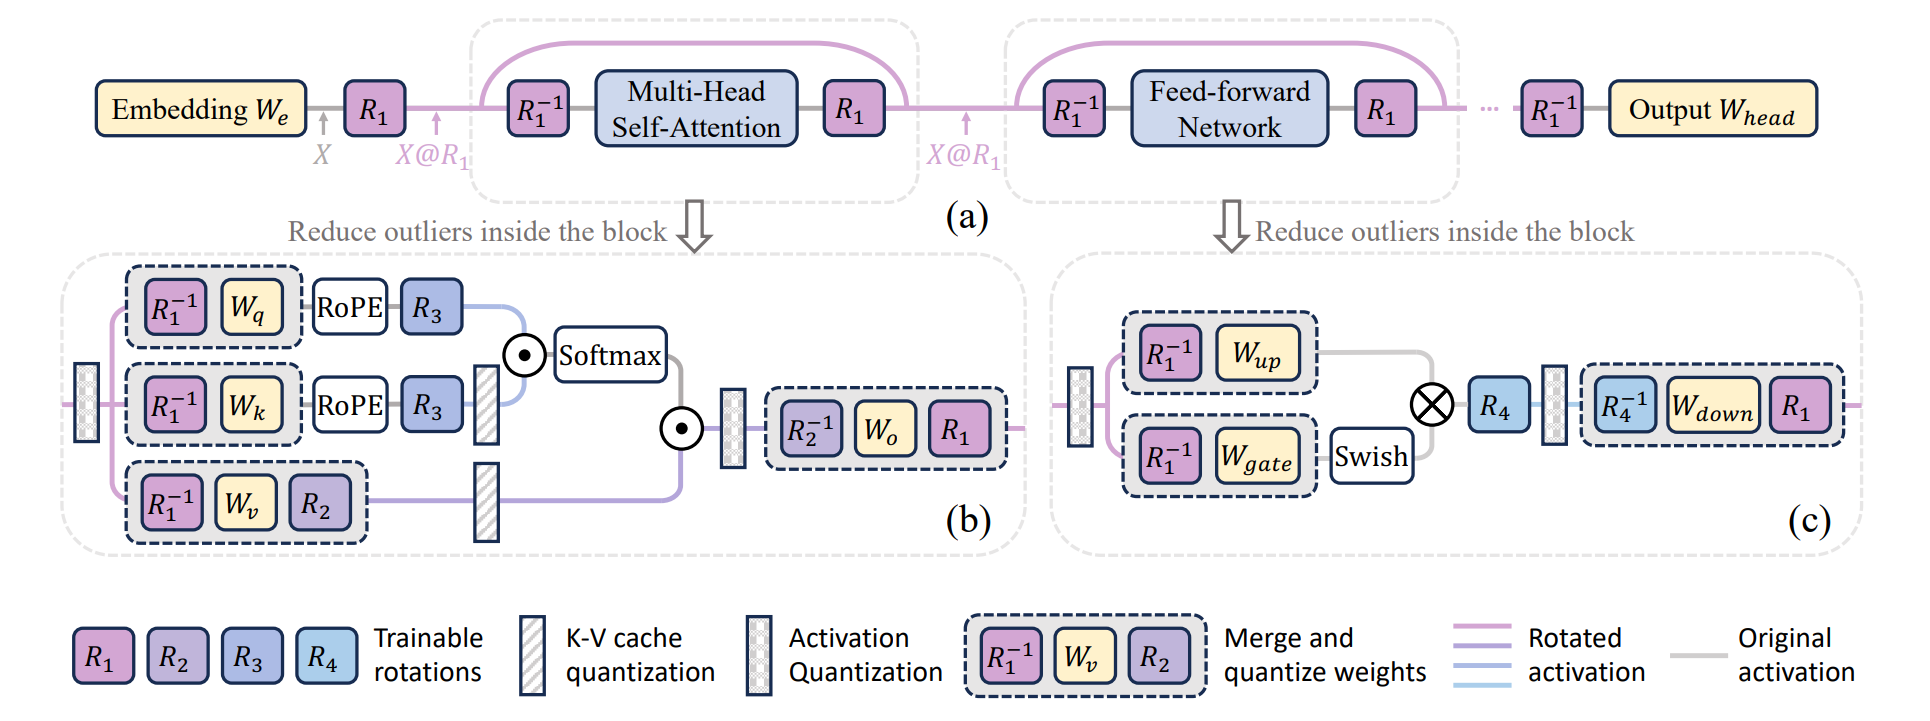 Embedding W_e
R_1
R_1^{-1}
Multi-Head
Self-Attention
R_1
R_1^{-1}
Feed-forward
Network
R_1
...
R_1^{-1}
Output W_{head}
X
X@R_1
X@R_1
(a)
Reduce outliers inside the block
Reduce outliers inside the block
R_1^{-1} W_q RoPE R_3
Softmax
R_1^{-1} W_k RoPE R_3
R_2^{-1} W_o R_1
R_1^{-1} W_v R_2
(b)
R_1^{-1} W_{up}
R_4
R_4^{-1} W_{down} R_1
R_1^{-1} W_{gate} Swish
(c)
R_1 R_2 R_3 R_4
Trainable
rotations
K-V cache
quantization
Activation
Quantization
R_1^{-1} W_v R_2
Merge and
quantize weights
Rotated
activation
Original
activation